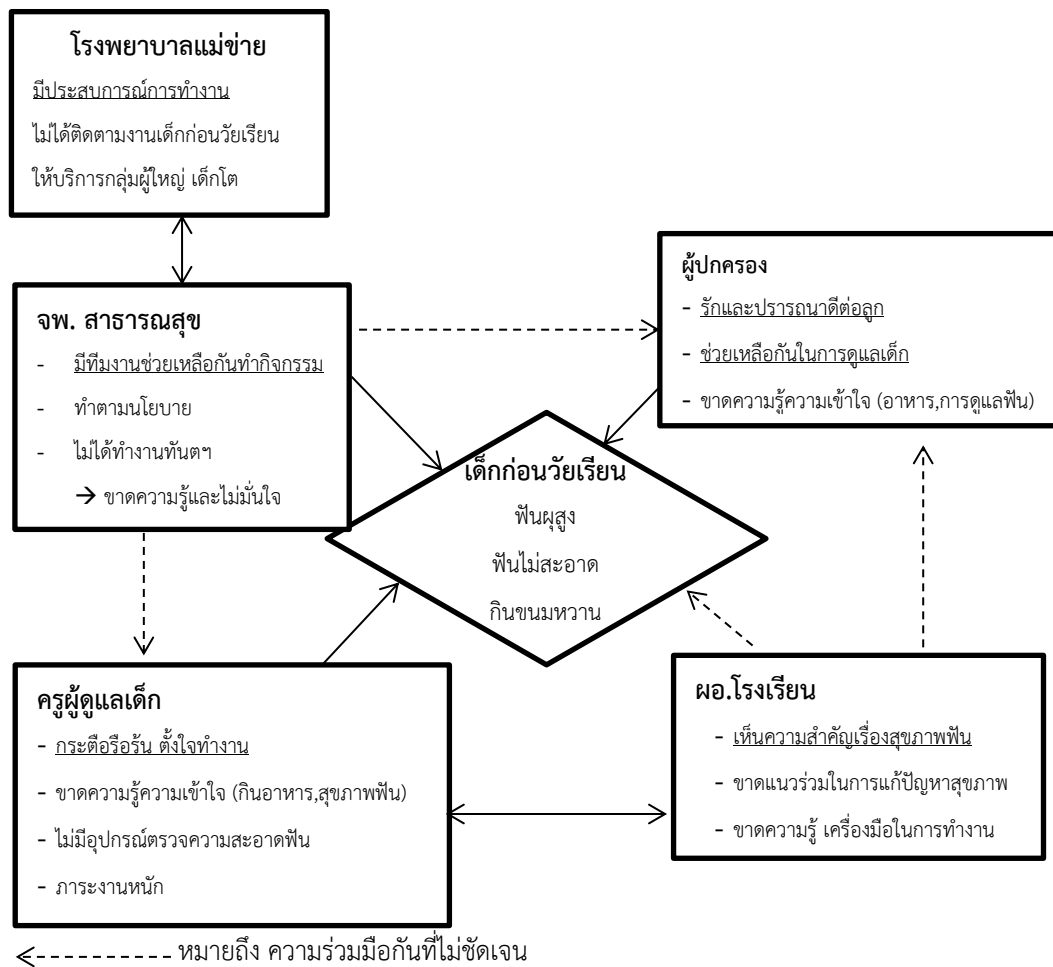 โรงพยาบาลแม่ข่าย
มีประสบการณ์การทำงาน
ไม่ได้ติดตามงานเด็กก่อนวัยเรียน
ให้บริการกลุ่มผู้ใหญ่ เด็กโต
จพ. สาธารณสุข
- มีทีมงานช่วยเหลือกันทำกิจกรรม
- ทำตามนโยบาย
- ไม่ได้ทำงานทันตฯ
→ ขาดความรู้และไม่มั่นใจ
ผู้ปกครอง
- รักและปรารถนาดีต่อลูก
- ช่วยเหลือกันในการดูแลเด็ก
- ขาดความรู้ความเข้าใจ (อาหาร,การดูแลฟัน)
เด็กก่อนวัยเรียน
ฟันผุสูง
ฟันไม่สะอาด
กินขนมหวาน
ครูผู้ดูแลเด็ก
- กระตือรือร้น ตั้งใจทำงาน
- ขาดความรู้ความเข้าใจ (กินอาหาร,สุขภาพฟัน)
- ไม่มีอุปกรณ์ตรวจความสะอาดฟัน
- ภาระงานหนัก
ผอ.โรงเรียน
- เห็นความสำคัญเรื่องสุขภาพฟัน
- ขาดแนวร่วมในการแก้ปัญหาสุขภาพ
- ขาดความรู้ เครื่องมือในการทำงาน
หมายถึง ความร่วมมือกันที่ไม่ชัดเจน